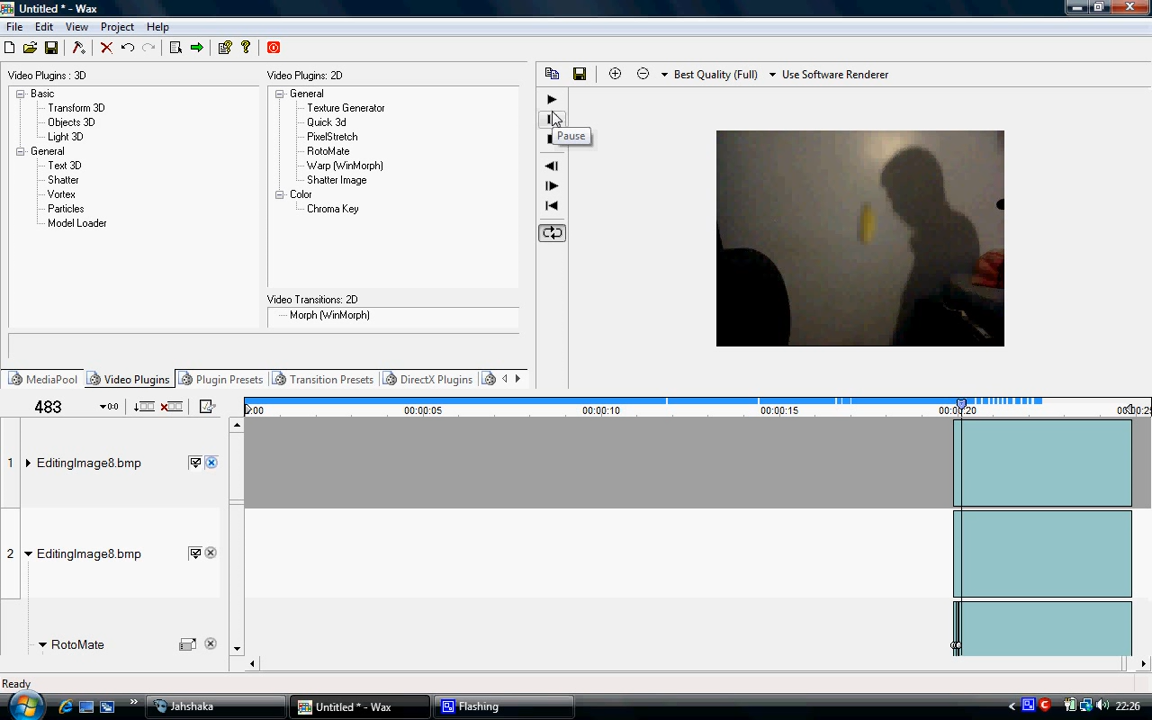 Untitled * - Wax
File Edit View Project Help
Video Plugins : 3D
Basic
Transform 3D
Objects 3D
Light 3D
General
Text 3D
Shatter
Vortex
Particles
Model Loader
Video Plugins: 2D
General
Texture Generator
Quick 3d
PixelStretch
RotoMate
Warp (WinMorph)
Shatter Image
Color
Chroma Key
Video Transitions: 2D
Morph (WinMorph)
Best Quality (Full) Use Software Renderer
Pause
MediaPool Video Plugins Plugin Presets Transition Presets DirectX Plugins
483
:00 00:00:05 00:00:10 00:00:15 00:00:20
1 EditingImage8.bmp
2 EditingImage8.bmp
RotoMate
Ready
Jahshaka Untitled * - Wax Flashing 22:26